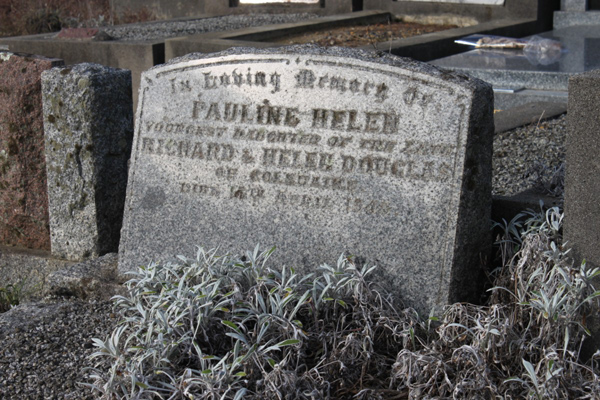 In Loving Memory Of
PAULINE HELEN
YOUNGEST DAUGHTER OF THE LATE
RICHARD & HELEN DOUGLAS
OF COLERAINE
DIED 14TH APRIL